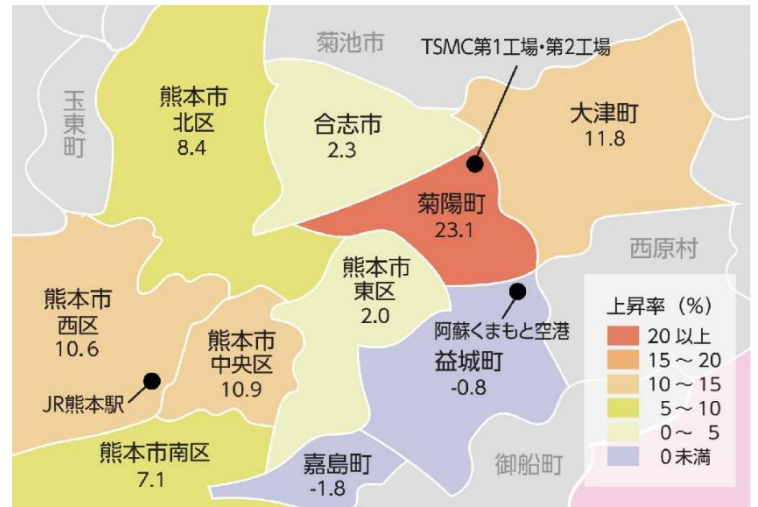 菊池市
TSMC第1工場・第2工場
玉東町
熊本市
北区
8.4
合志市
2.3
大津町
11.8
菊陽町
23.1
西原村
熊本市
東区
2.0
熊本市
西区
10.6
熊本市
中央区
10.9
JR熊本駅
阿蘇くまもと空港
益城町
-0.8
熊本市南区
7.1
嘉島町
-1.8
御船町
上昇率（%）
20以上
15～20
10～15
5～10
0～ 5
0未満